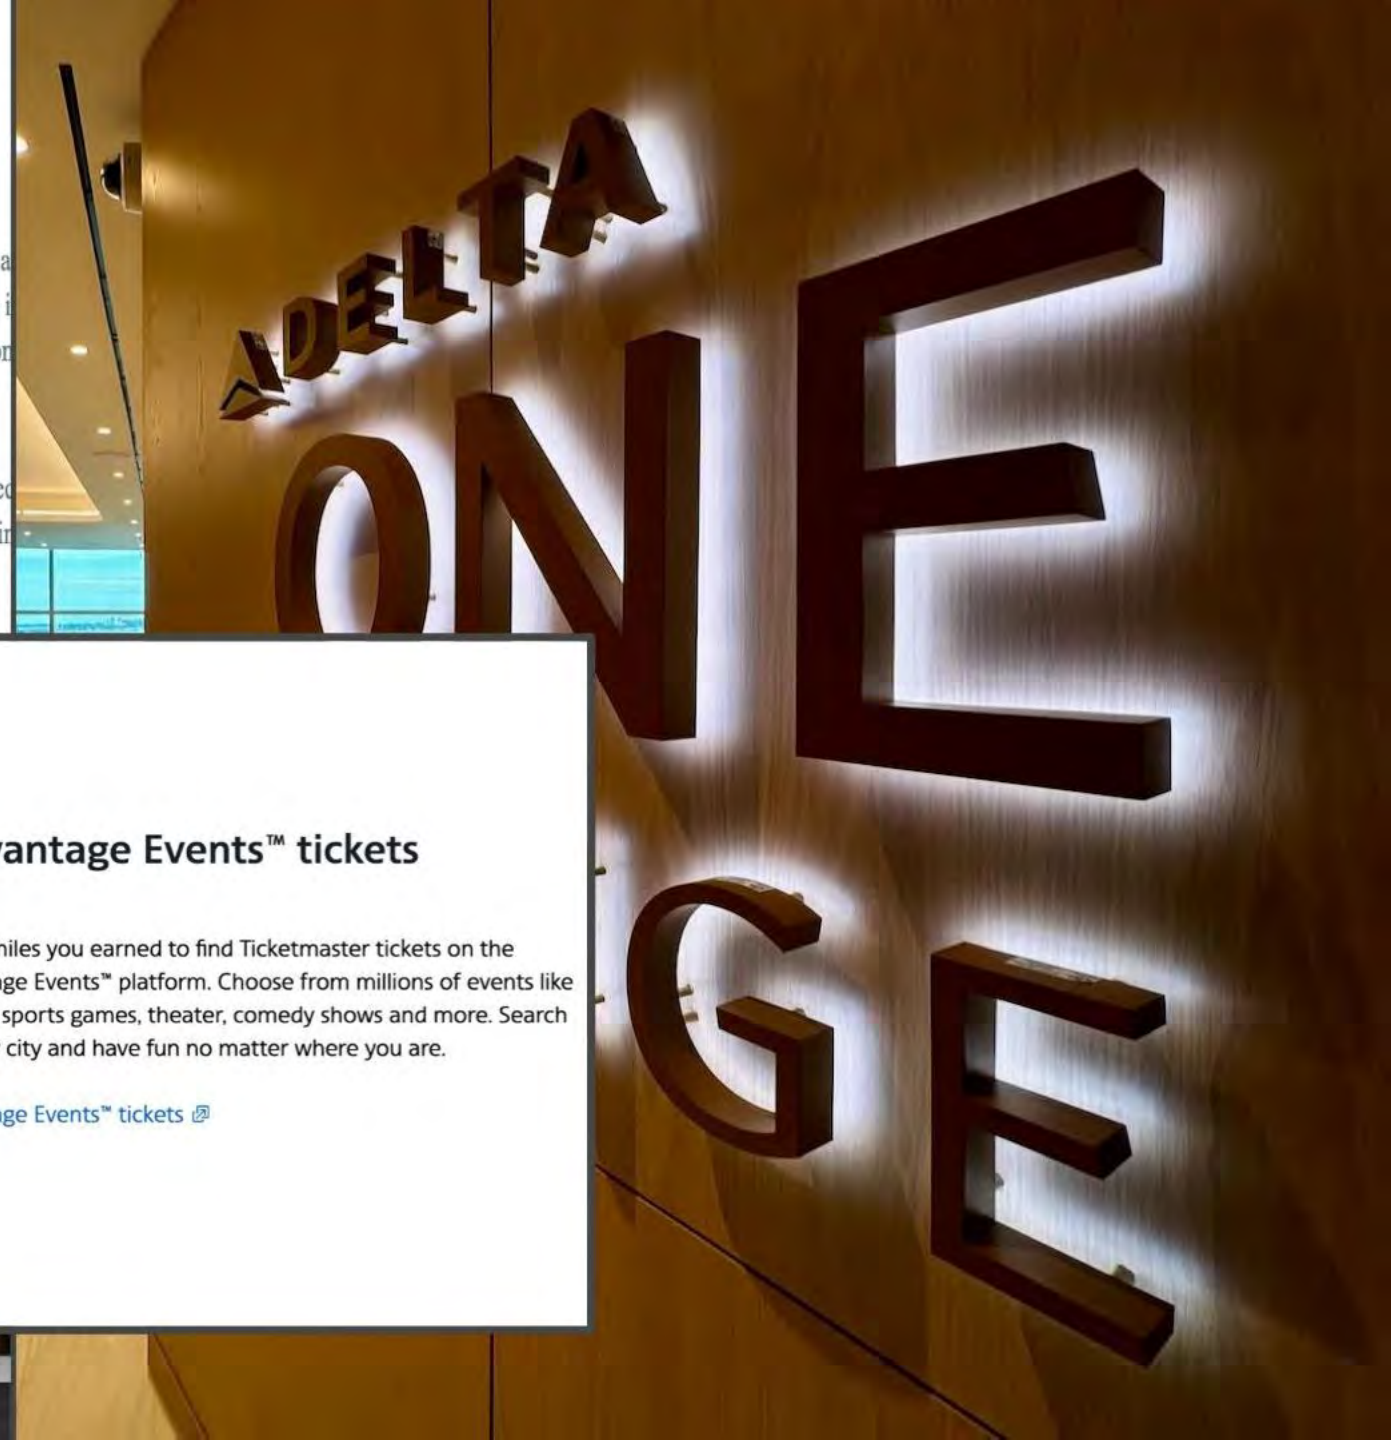 DELTA
ONE
GE
antage Events™ tickets
miles you earned to find Ticketmaster tickets on the
ge Events™ platform. Choose from millions of events like
sports games, theater, comedy shows and more. Search
city and have fun no matter where you are.
ge Events™ tickets